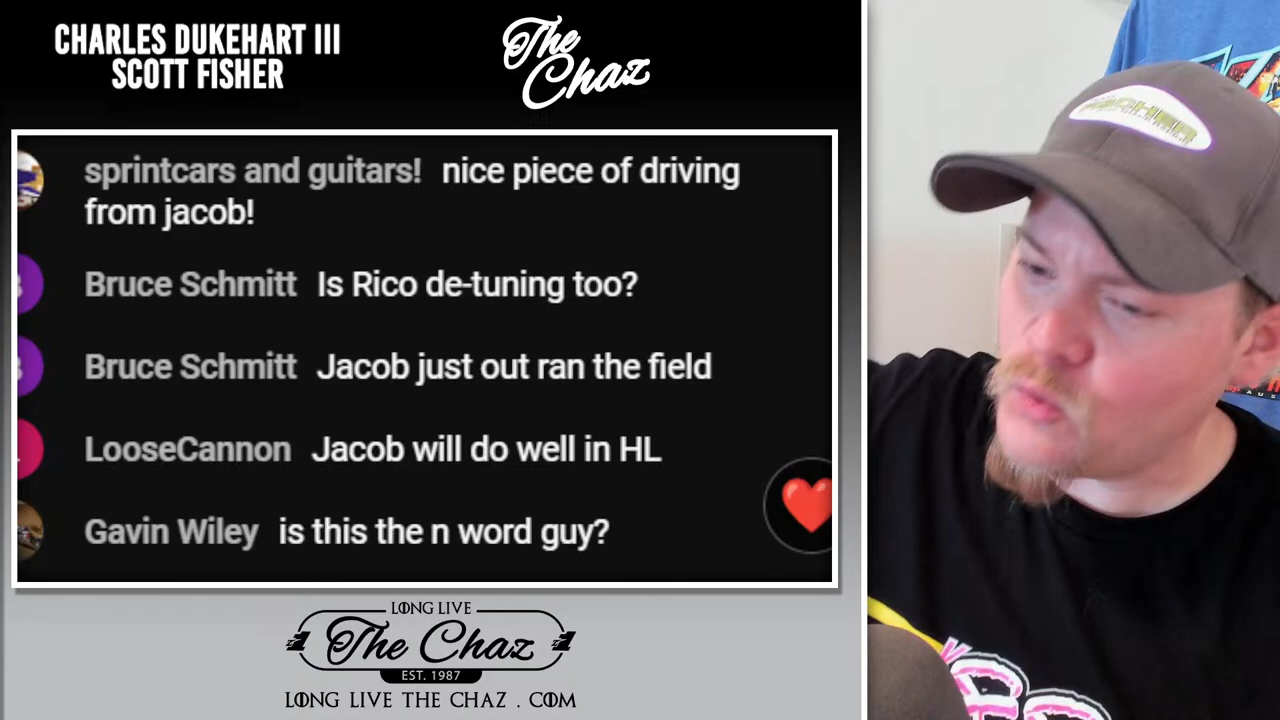 CHARLES DUKEHART III
SCOTT FISHER
The
Chaz
sprintcars and guitars! nice piece of driving
from jacob!
Bruce Schmitt Is Rico de-tuning too?
Bruce Schmitt Jacob just out ran the field
LooseCannon Jacob will do well in HL
Gavin Wiley is this the n word guy?
LONG LIVE
The Chaz
EST. 1987
LONG LIVE THE CHAZ . COM